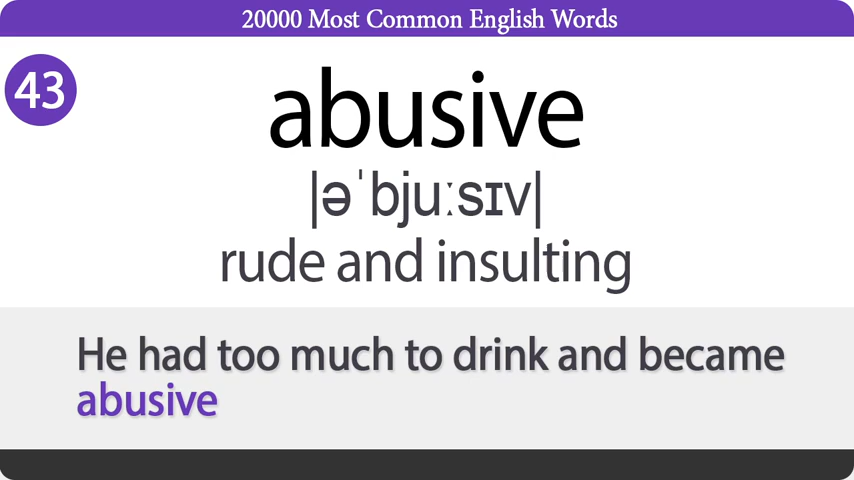 20000 Most Common English Words
43
abusive
|əˈbjuːsɪv|
rude and insulting
He had too much to drink and became
abusive